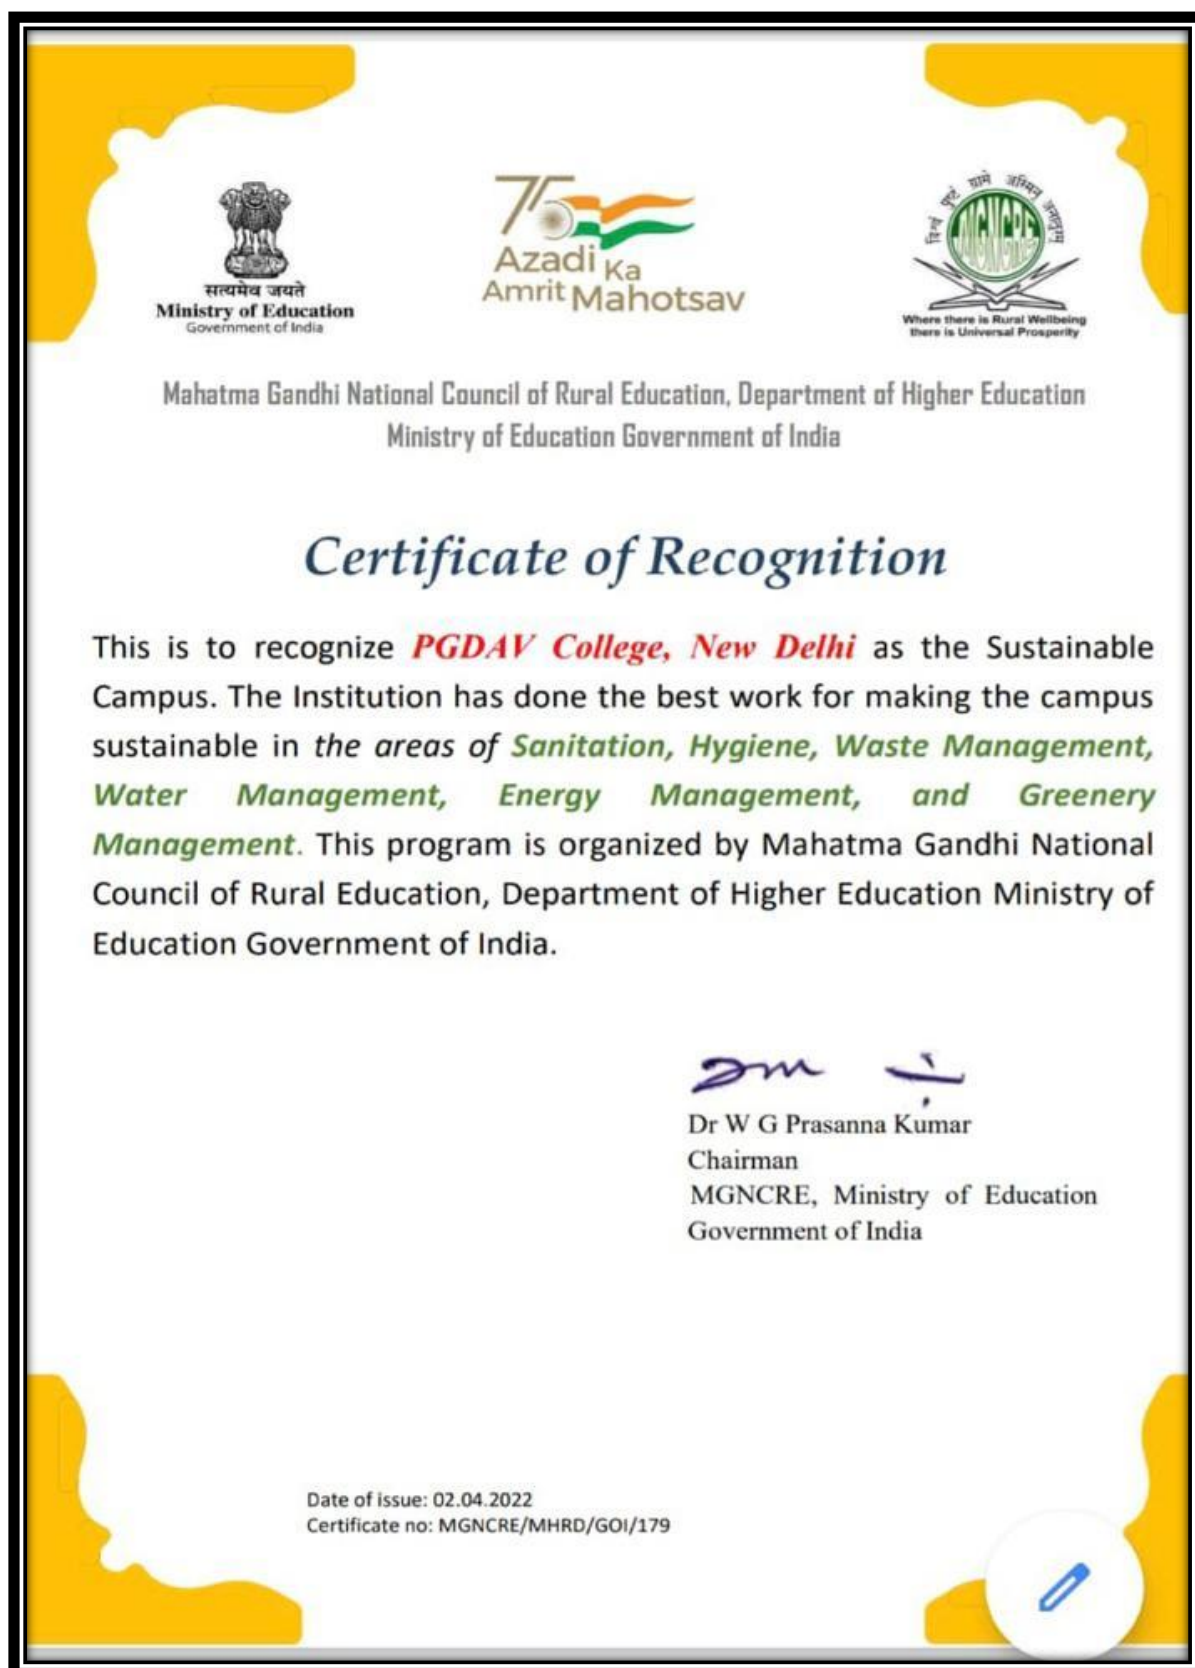 सत्यमेव जयते
Ministry of Education
Government of India
75
Azadi Ka
Amrit Mahotsav
विश्वं पुष्टं ग्रामे अस्मिन् अनातुरम्
MGNCRE
Where there is Rural Wellbeing
there is Universal Prosperity
Mahatma Gandhi National Council of Rural Education, Department of Higher Education
Ministry of Education Government of India
Certificate of Recognition
This is to recognize PGDAV College, New Delhi as the Sustainable
Campus. The Institution has done the best work for making the campus
sustainable in the areas of Sanitation, Hygiene, Waste Management,
Water Management, Energy Management, and Greenery
Management. This program is organized by Mahatma Gandhi National
Council of Rural Education, Department of Higher Education Ministry of
Education Government of India.
Dr W G Prasanna Kumar
Chairman
MGNCRE, Ministry of Education
Government of India
Date of issue: 02.04.2022
Certificate no: MGNCRE/MHRD/GOI/179